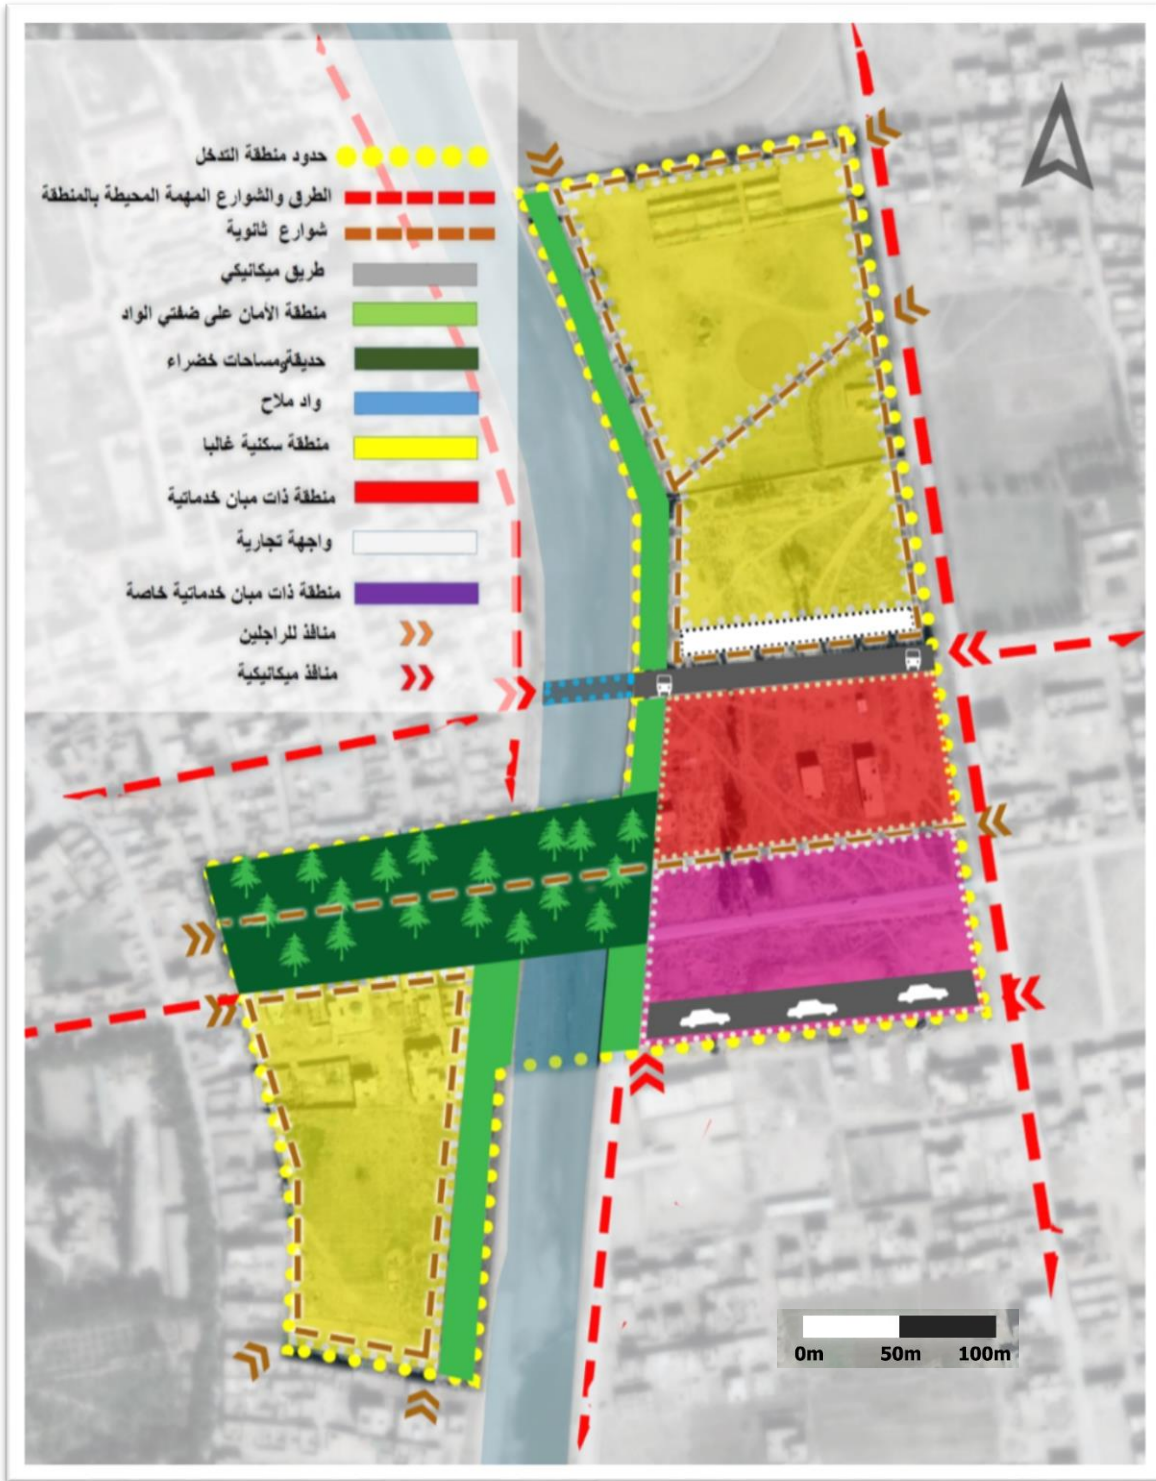 حدود منطقة التدخل
الطرق والشوارع المهمة المحيطة بالمنطقة
شوارع ثانوية
طريق ميكانيكي
منطقة الأمان على ضفتي الواد
حديقة ومساحات خضراء
واد ملاح
منطقة سكنية غالبا
منطقة ذات مبان خدماتية
واجهة تجارية
منطقة ذات مبان خدماتية خاصة
منافذ للراجلين
منافذ ميكانيكية
0m 50m 100m